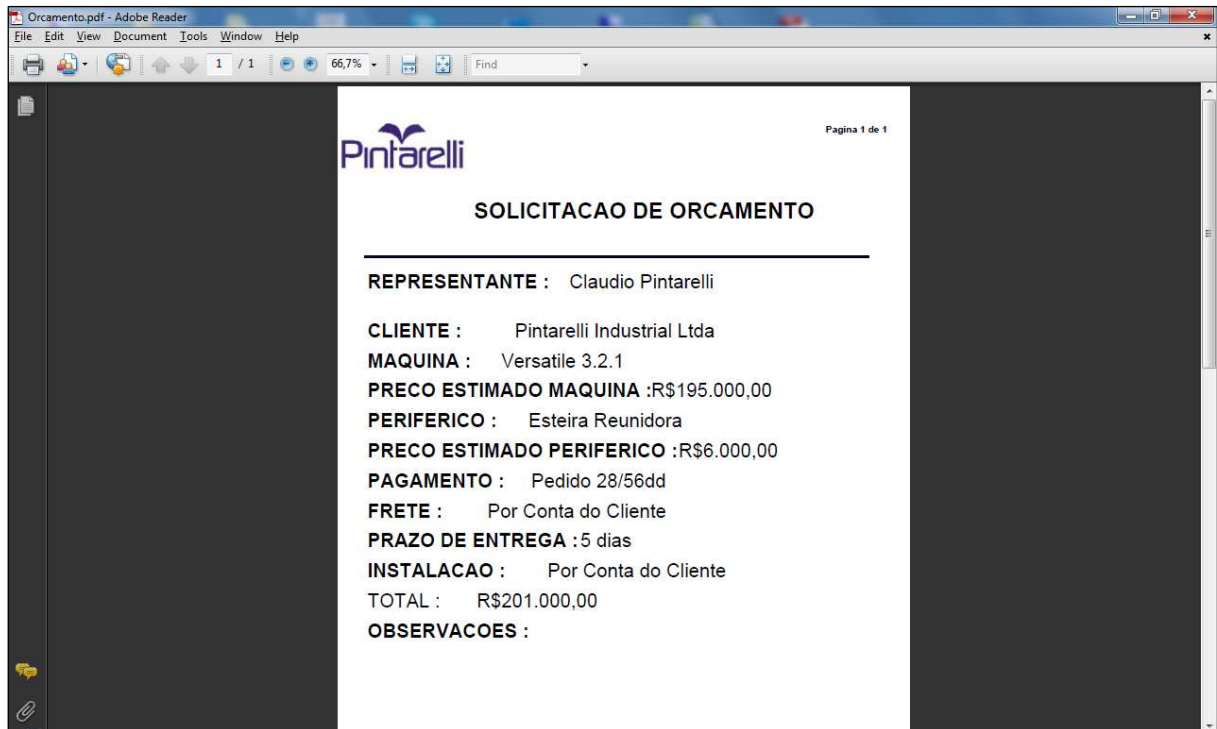 Orcamento.pdf - Adobe Reader
File Edit View Document Tools Window Help
1 / 1 66,7% Find
Pintarelli
Pagina 1 de 1
SOLICITACAO DE ORCAMENTO
REPRESENTANTE : Claudio Pintarelli
CLIENTE : Pintarelli Industrial Ltda
MAQUINA : Versatile 3.2.1
PRECO ESTIMADO MAQUINA :R$195.000,00
PERIFERICO : Esteira Reunidora
PRECO ESTIMADO PERIFERICO :R$6.000,00
PAGAMENTO : Pedido 28/56dd
FRETE : Por Conta do Cliente
PRAZO DE ENTREGA :5 dias
INSTALACAO : Por Conta do Cliente
TOTAL : R$201.000,00
OBSERVACOES :